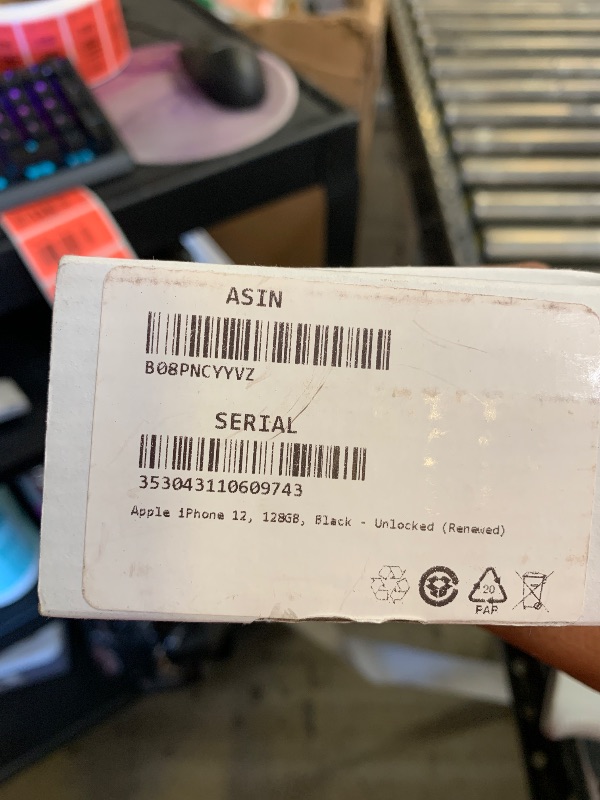 ASIN
B08PNCYYVZ
SERIAL
353043110609743
Apple iPhone 12, 128GB, Black - Unlocked (Renewed)
20
PAP